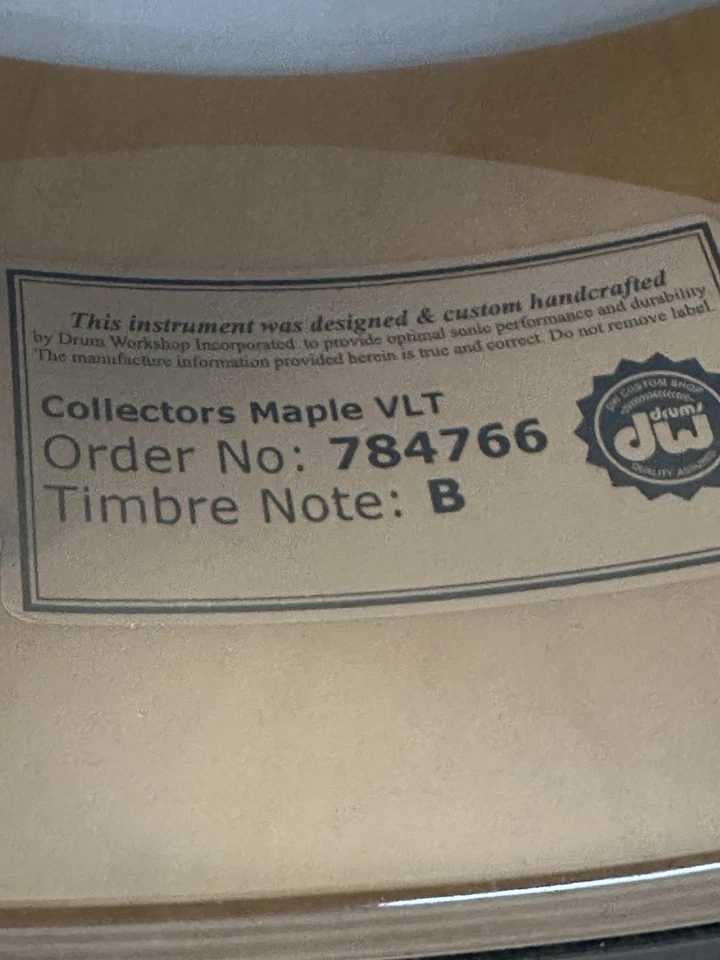 This instrument was designed & custom handcrafted
by Drum Workshop Incorporated to provide optimal sonic performance and durability.
The manufacture information provided herein is true and correct. Do not remove label.
Collectors Maple VLT
Order No: 784766
Timbre Note: B
DW CUSTOM SHOP
drums
dw
QUALITY ASSURED